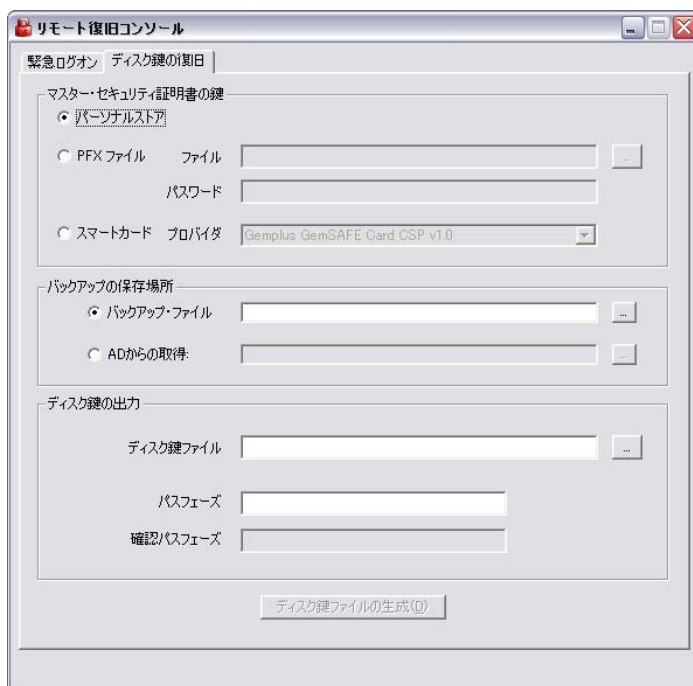 リモート復旧コンソール
緊急ログオン ディスク鍵の復旧
マスター・セキュリティ証明書の鍵
パーソナルストア
PFX ファイル ファイル ...
パスワード
スマートカード プロバイダ Gemplus GemSAFE Card CSP v1.0
バックアップの保存場所
バックアップ・ファイル ...
ADからの取得: ...
ディスク鍵の出力
ディスク鍵ファイル ...
パスフェーズ
確認パスフェーズ
ディスク鍵ファイルの生成(D)